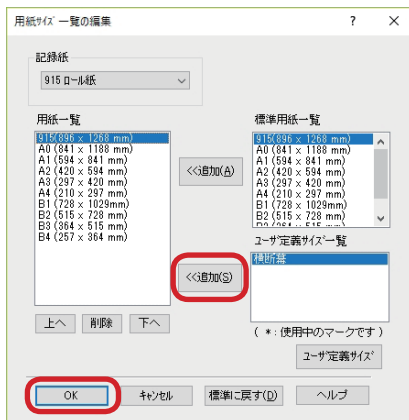 用紙サイズ一覧の編集 ? ×
記録紙
915 ロール紙
用紙一覧
915(896 x 1268 mm)
A0 (841 x 1188 mm)
A1 (594 x 841 mm)
A2 (420 x 594 mm)
A3 (297 x 420 mm)
A4 (210 x 297 mm)
B1 (728 x 1029mm)
B2 (515 x 728 mm)
B3 (364 x 515 mm)
B4 (257 x 364 mm)
<<追加(A)
標準用紙一覧
915(896 x 1268 mm)
A0 (841 x 1188 mm)
A1 (594 x 841 mm)
A2 (420 x 594 mm)
A3 (297 x 420 mm)
A4 (210 x 297 mm)
B1 (728 x 1029mm)
B2 (515 x 728 mm)
B3 (364 x 515 mm)
ユーザ定義サイズ一覧
横断幕
<<追加(S)
上へ 削除 下へ
( *: 使用中のマークです )
ユーザ定義サイズ
OK キャンセル 標準に戻す(D) ヘルプ